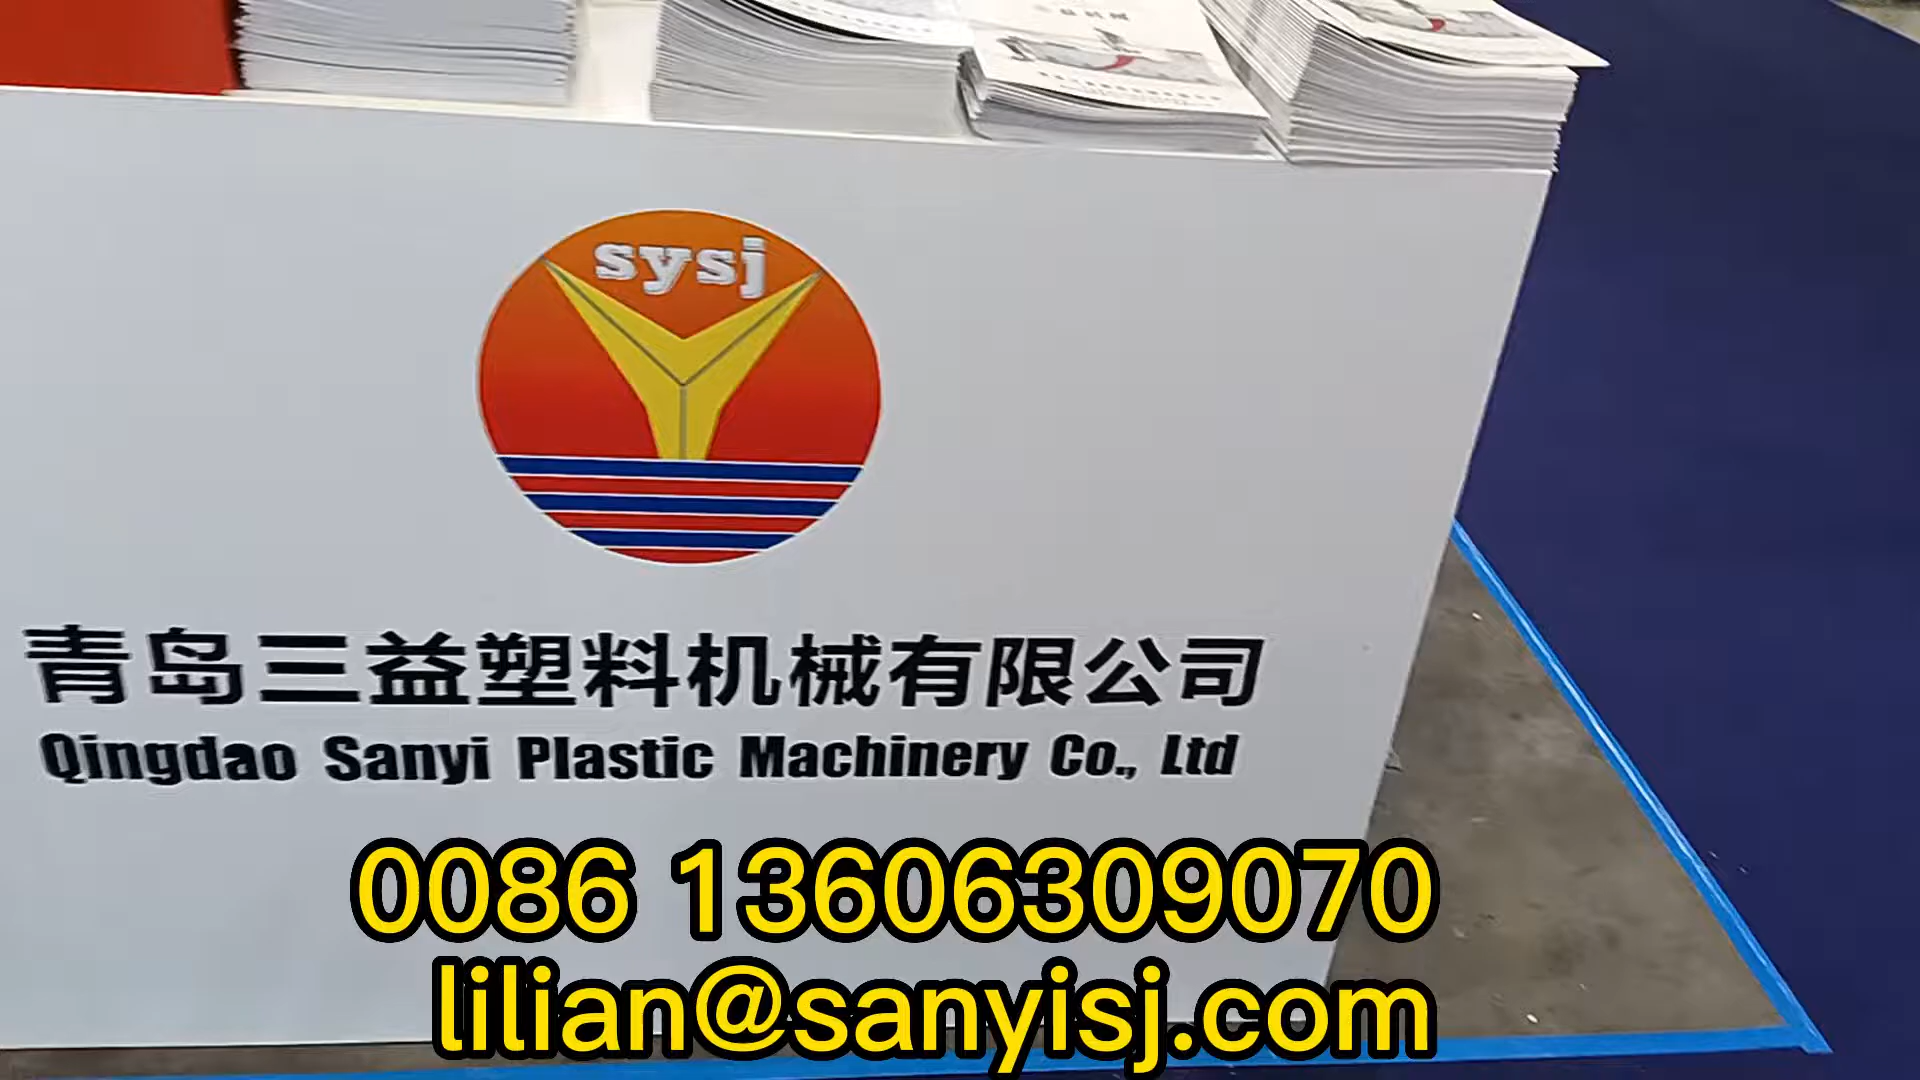 sysj
青岛三益塑料机械有限公司
Qingdao Sanyi Plastic Machinery Co., Ltd
0086 13606309070
lilian@sanyisj.com